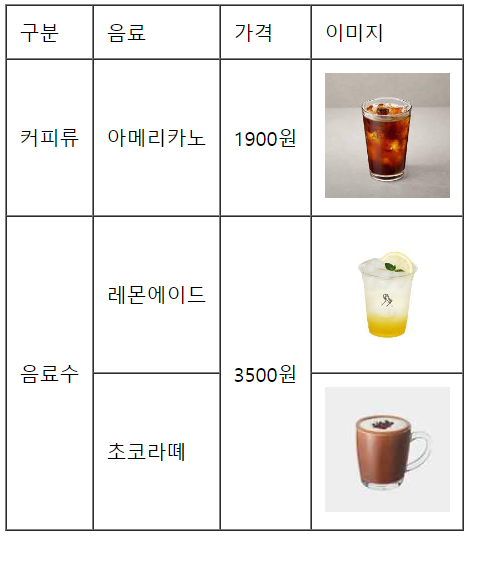 구분 음료 가격 이미지
커피류 아메리카노 1900원
레몬에이드
음료수 3500원
초코라떼